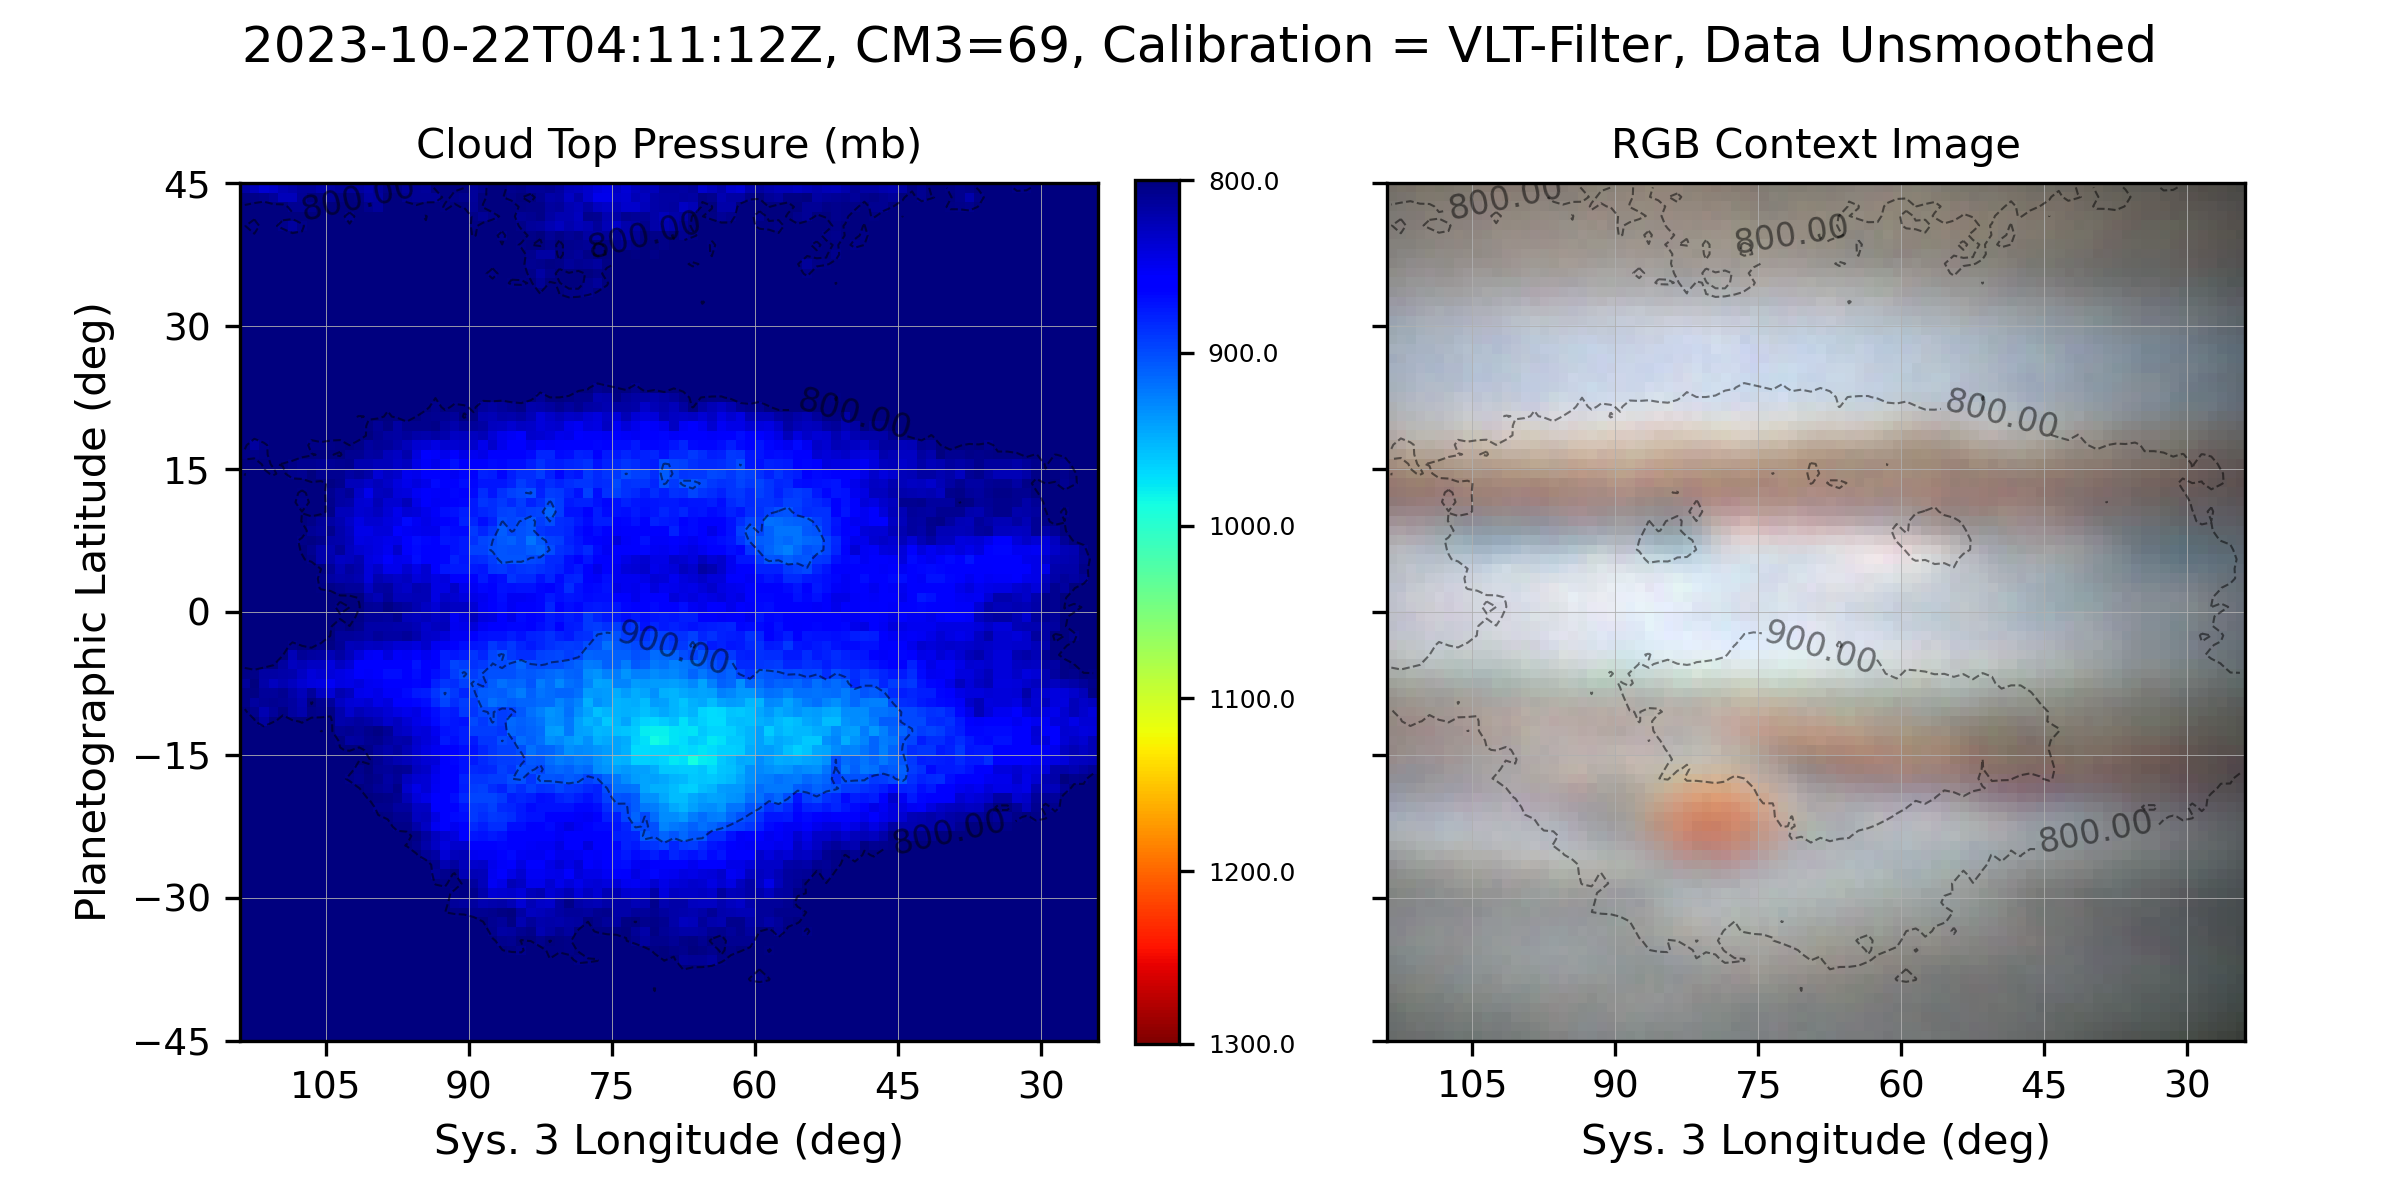 2023-10-22T04:11:12Z, CM3=69, Calibration = VLT-Filter, Data Unsmoothed
Cloud Top Pressure (mb)
RGB Context Image
Planetographic Latitude (deg)
45
30
15
0
−15
−30
−45
105 90 75 60 45 30
Sys. 3 Longitude (deg)
800.00
800.00
800.00
900.00
800.00
800.0
900.0
1000.0
1100.0
1200.0
1300.0
800.00
800.00
800.00
900.00
800.00
105 90 75 60 45 30
Sys. 3 Longitude (deg)